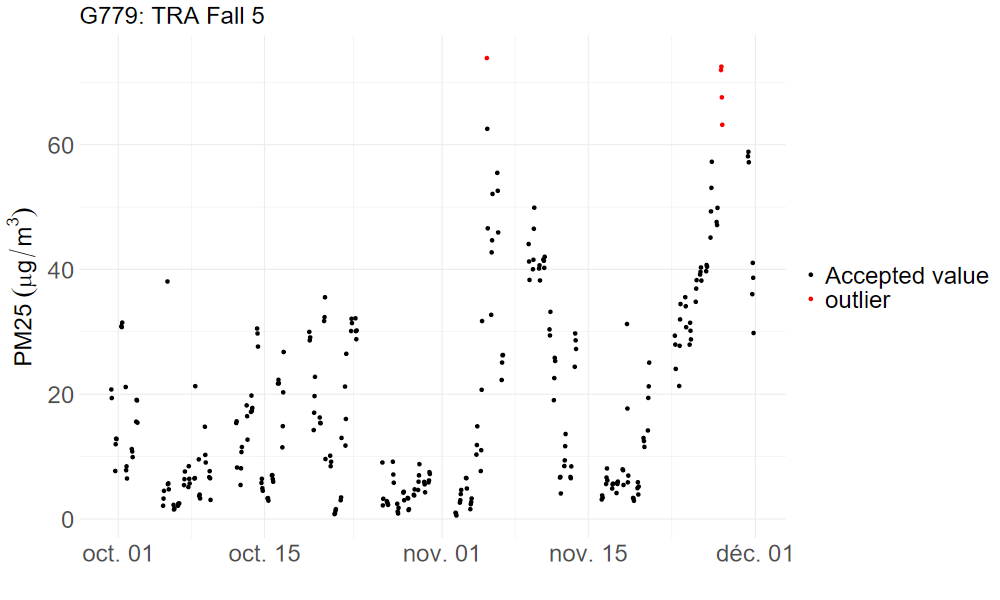 G779: TRA Fall 5
PM25 (μg/m³)
60
40
20
0
oct. 01
oct. 15
nov. 01
nov. 15
déc. 01
Accepted value
outlier